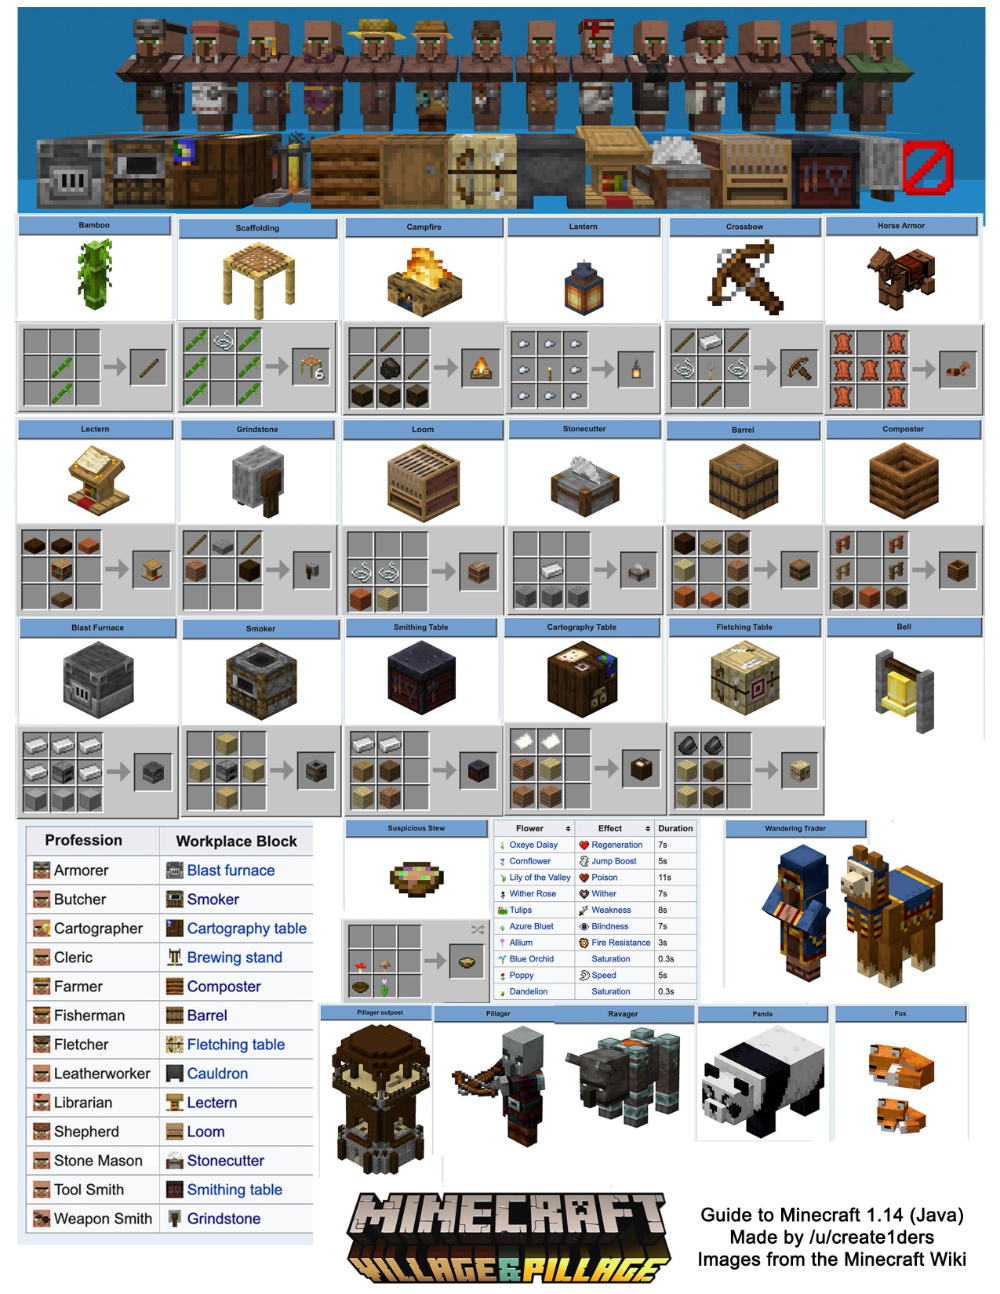 Bamboo
Scaffolding
Campfire
Lantern
Crossbow
Horse Armor
6
Lectern
Grindstone
Loom
Stonecutter
Barrel
Composter
Blast Furnace
Smoker
Smithing Table
Cartography Table
Fletching Table
Bell
Profession Workplace Block
Armorer Blast furnace
Butcher Smoker
Cartographer Cartography table
Cleric Brewing stand
Farmer Composter
Fisherman Barrel
Fletcher Fletching table
Leatherworker Cauldron
Librarian Lectern
Shepherd Loom
Stone Mason Stonecutter
Tool Smith Smithing table
Weapon Smith Grindstone
Suspicious Stew
Flower Effect Duration
Oxeye Daisy Regeneration 7s
Cornflower Jump Boost 5s
Lily of the Valley Poison 11s
Wither Rose Wither 7s
Tulips Weakness 8s
Azure Bluet Blindness 7s
Allium Fire Resistance 3s
Blue Orchid Saturation 0.3s
Poppy Speed 5s
Dandelion Saturation 0.3s
Wandering Trader
Pillager outpost
Pillager
Ravager
Panda
Fox
MINECRAFT
VILLAGE & PILLAGE
Guide to Minecraft 1.14 (Java)
Made by /u/create1ders
Images from the Minecraft Wiki